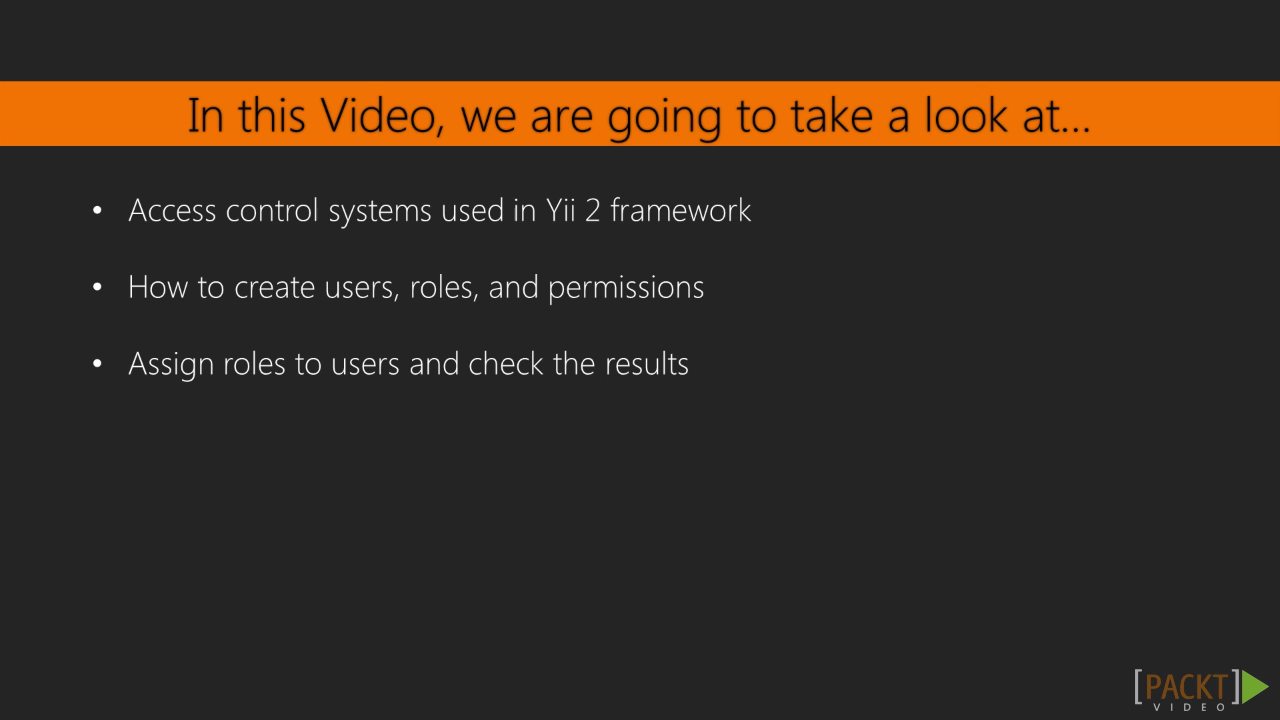 In this Video, we are going to take a look at...
• Access control systems used in Yii 2 framework
• How to create users, roles, and permissions
• Assign roles to users and check the results
[PACKT]
VIDEO